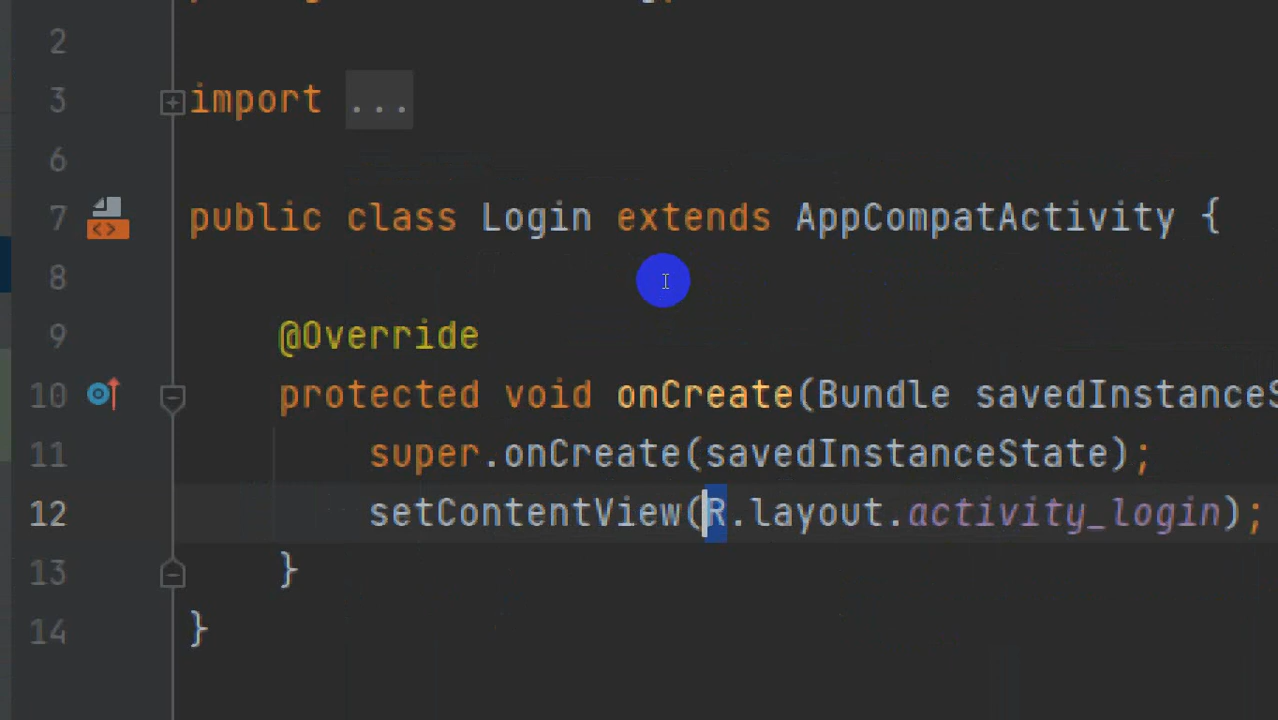 2
3 import ...
6
7 public class Login extends AppCompatActivity {
8
9 @Override
10 protected void onCreate(Bundle savedInstanceS
11 super.onCreate(savedInstanceState);
12 setContentView(R.layout.activity_login);
13 }
14 }